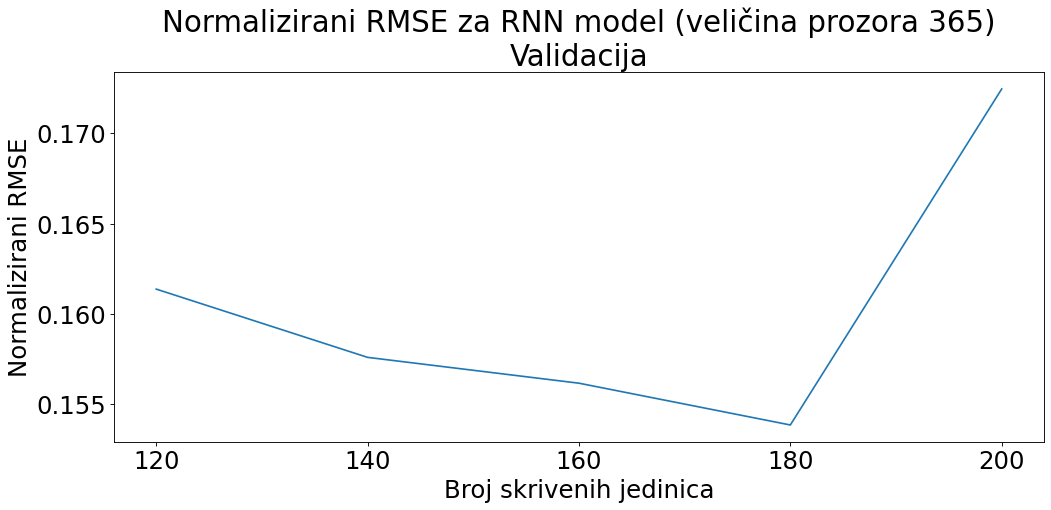 Normalizirani RMSE za RNN model (veličina prozora 365)
Validacija
Normalizirani RMSE
0.170
0.165
0.160
0.155
120 140 160 180 200
Broj skrivenih jedinica